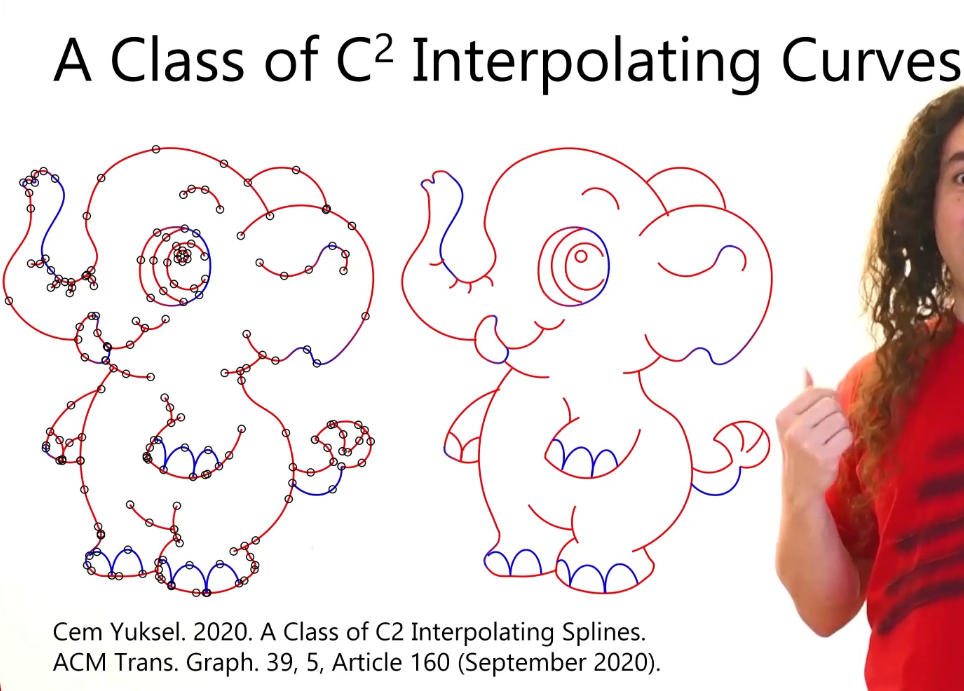 A Class of C² Interpolating Curves
Cem Yuksel. 2020. A Class of C2 Interpolating Splines.
ACM Trans. Graph. 39, 5, Article 160 (September 2020).